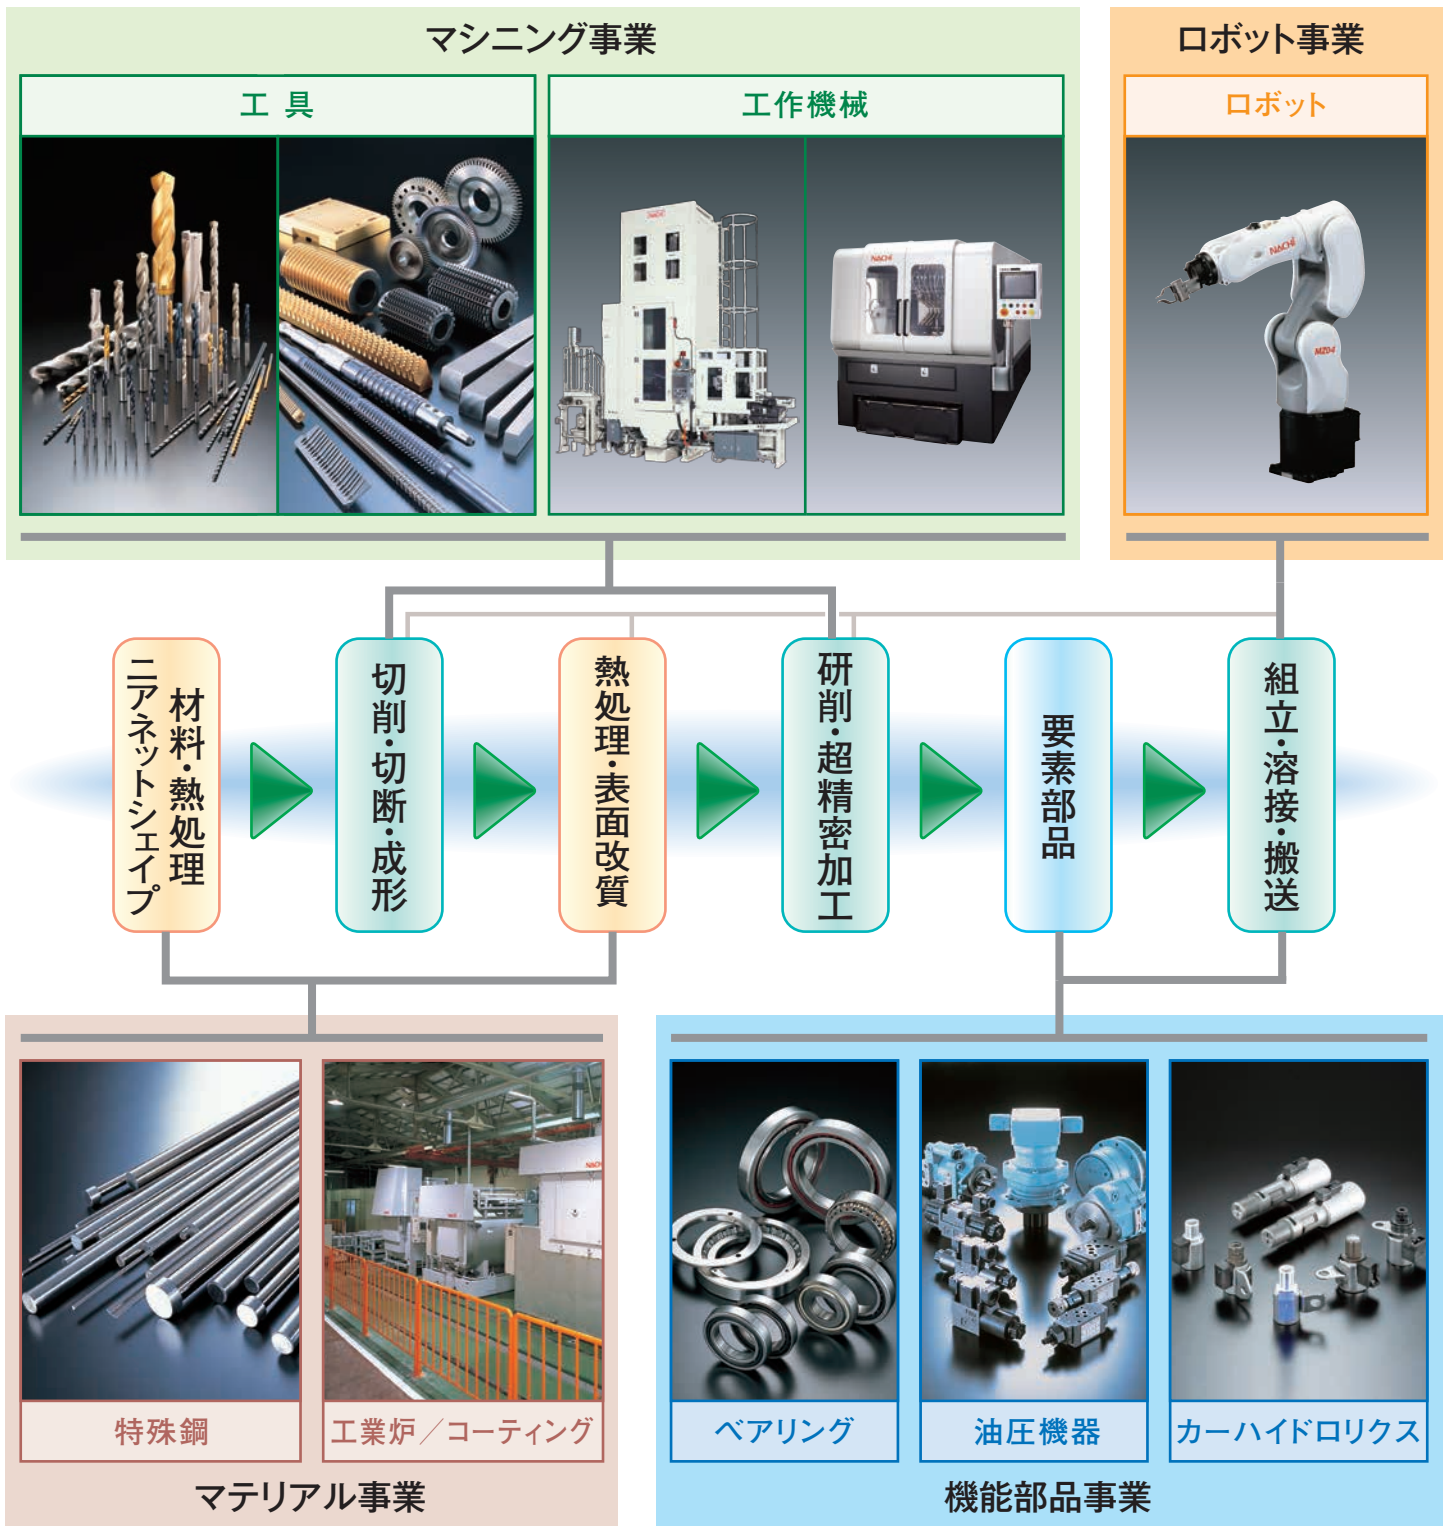 マシニング事業
ロボット事業
工 具
工作機械
ロボット
NACHI
NACHI
NACHI
MZ04
材料・熱処理
ニアネットシェイプ
切削・切断・成形
熱処理・表面改質
研削・超精密加工
要素部品
組立・溶接・搬送
NACHI
特殊鋼
工業炉／コーティング
ベアリング
油圧機器
カーハイドロリクス
マテリアル事業
機能部品事業